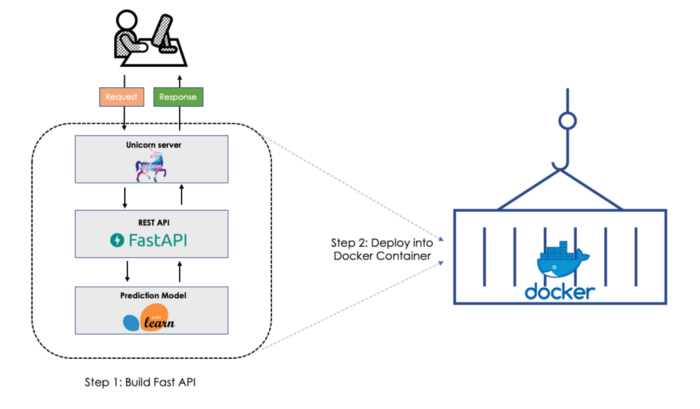 Request
Response
Unicorn server
REST API
FastAPI
Prediction Model
learn
Step 1: Build Fast API
Step 2: Deploy into
Docker Container
docker